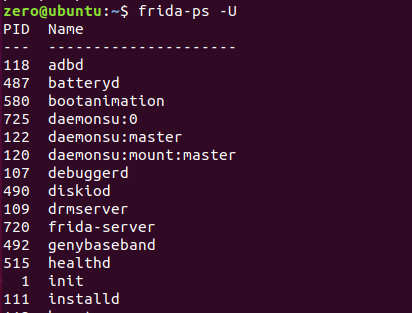 zero@ubuntu:~$ frida-ps -U
PID  Name
---  ---------------------
118  adbd
487  batteryd
580  bootanimation
725  daemonsu:0
122  daemonsu:master
120  daemonsu:mount:master
107  debuggerd
490  diskiod
109  drmserver
720  frida-server
492  genybaseband
515  healthd
  1  init
111  installd